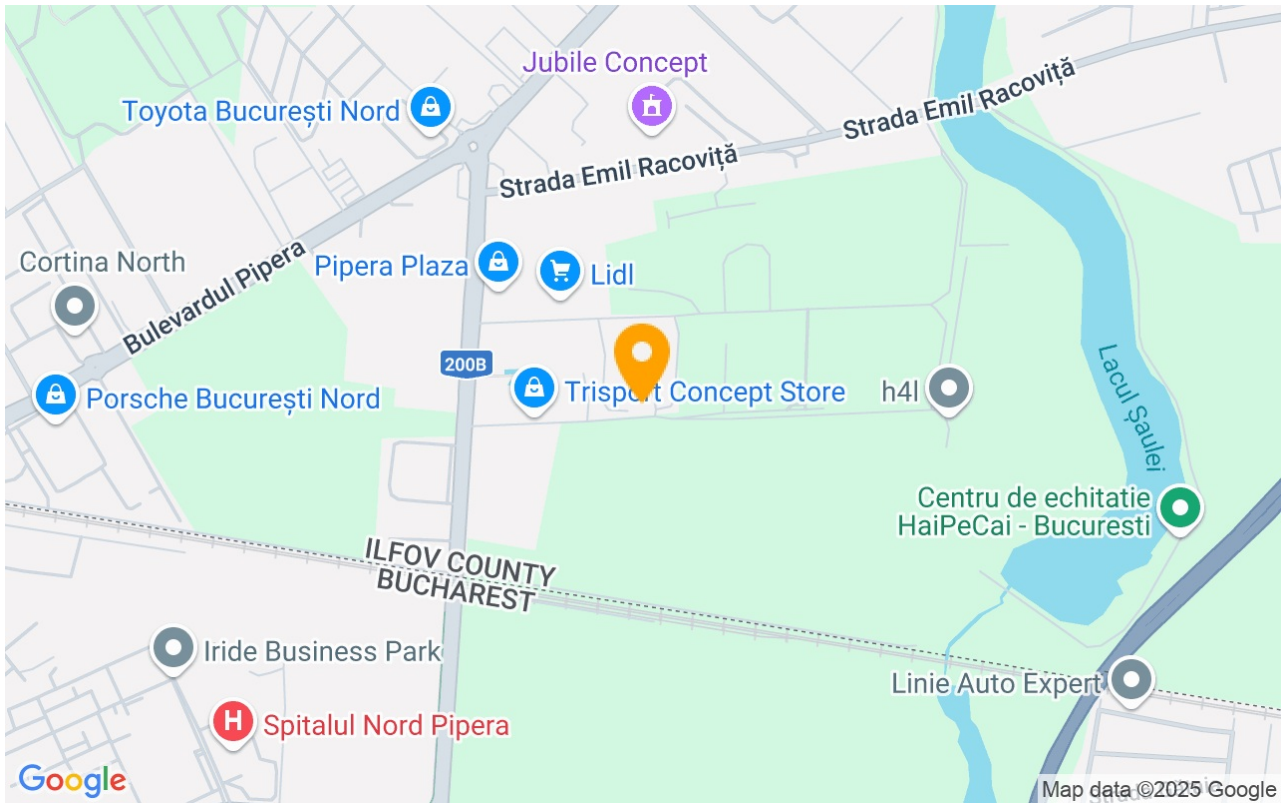 Jubile Concept
Toyota București Nord
Strada Emil Racoviță
Strada Emil Racoviță
Cortina North
Bulevardul Pipera
Pipera Plaza
Lidl
200B
Trisport Concept Store
h4l
Porsche București Nord
Lacul Șaulei
Centru de echitatie
HaiPeCai - Bucuresti
ILFOV COUNTY
BUCHAREST
Iride Business Park
Linie Auto Expert
Spitalul Nord Pipera
Google
Map data ©2025 Google